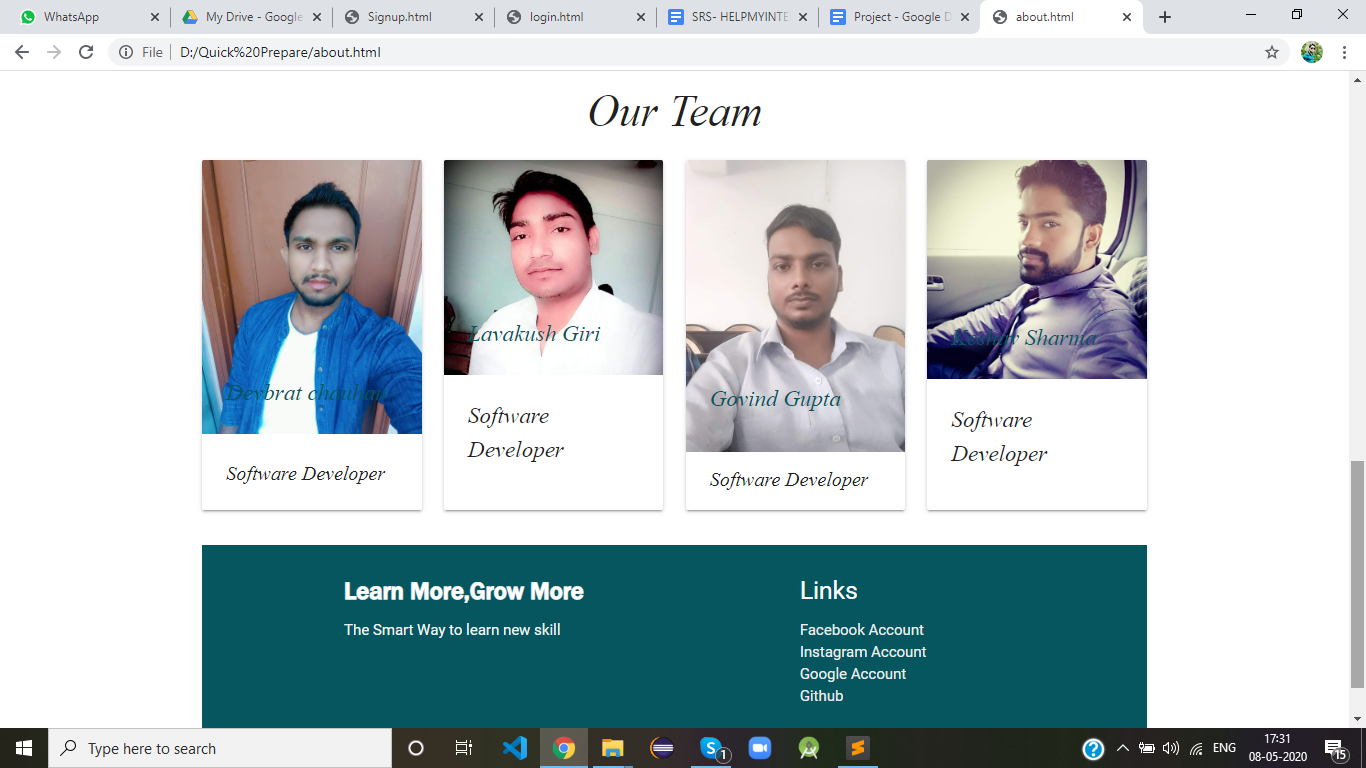 WhatsApp
My Drive - Google
Signup.html
login.html
SRS- HELPMYINTE
Project - Google D
about.html
File
D:/Quick%20Prepare/about.html
Our Team
Devbrat chauhan
Software Developer
Lavakush Giri
Software
Developer
Govind Gupta
Software Developer
Keshav Sharma
Software
Developer
Learn More,Grow More
The Smart Way to learn new skill
Links
Facebook Account
Instagram Account
Google Account
Github
Type here to search
1
ENG
17:31
08-05-2020
15